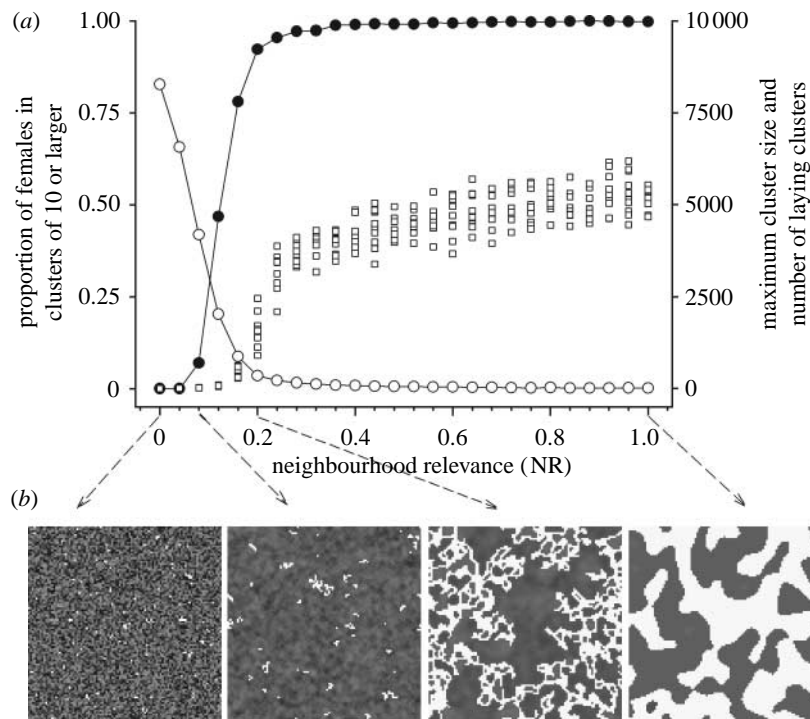 (a)
1.00
0.75
0.50
0.25
0
proportion of females in
clusters of 10 or larger
10 000
7500
5000
2500
0
maximum cluster size and
number of laying clusters
0
0.2
0.4
0.6
0.8
1.0
neighbourhood relevance (NR)
(b)